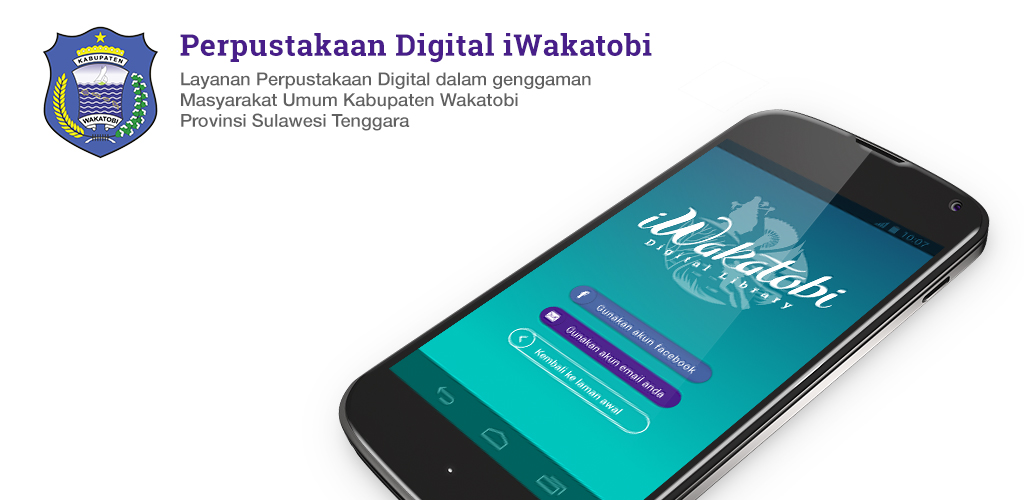 KABUPATEN
WAKATOBI
Perpustakaan Digital iWakatobi
Layanan Perpustakaan Digital dalam genggaman
Masyarakat Umum Kabupaten Wakatobi
Provinsi Sulawesi Tenggara
10:07
iWakatobi
Digital Library
f Gunakan akun facebook
Gunakan akun email anda
Kembali ke laman awal